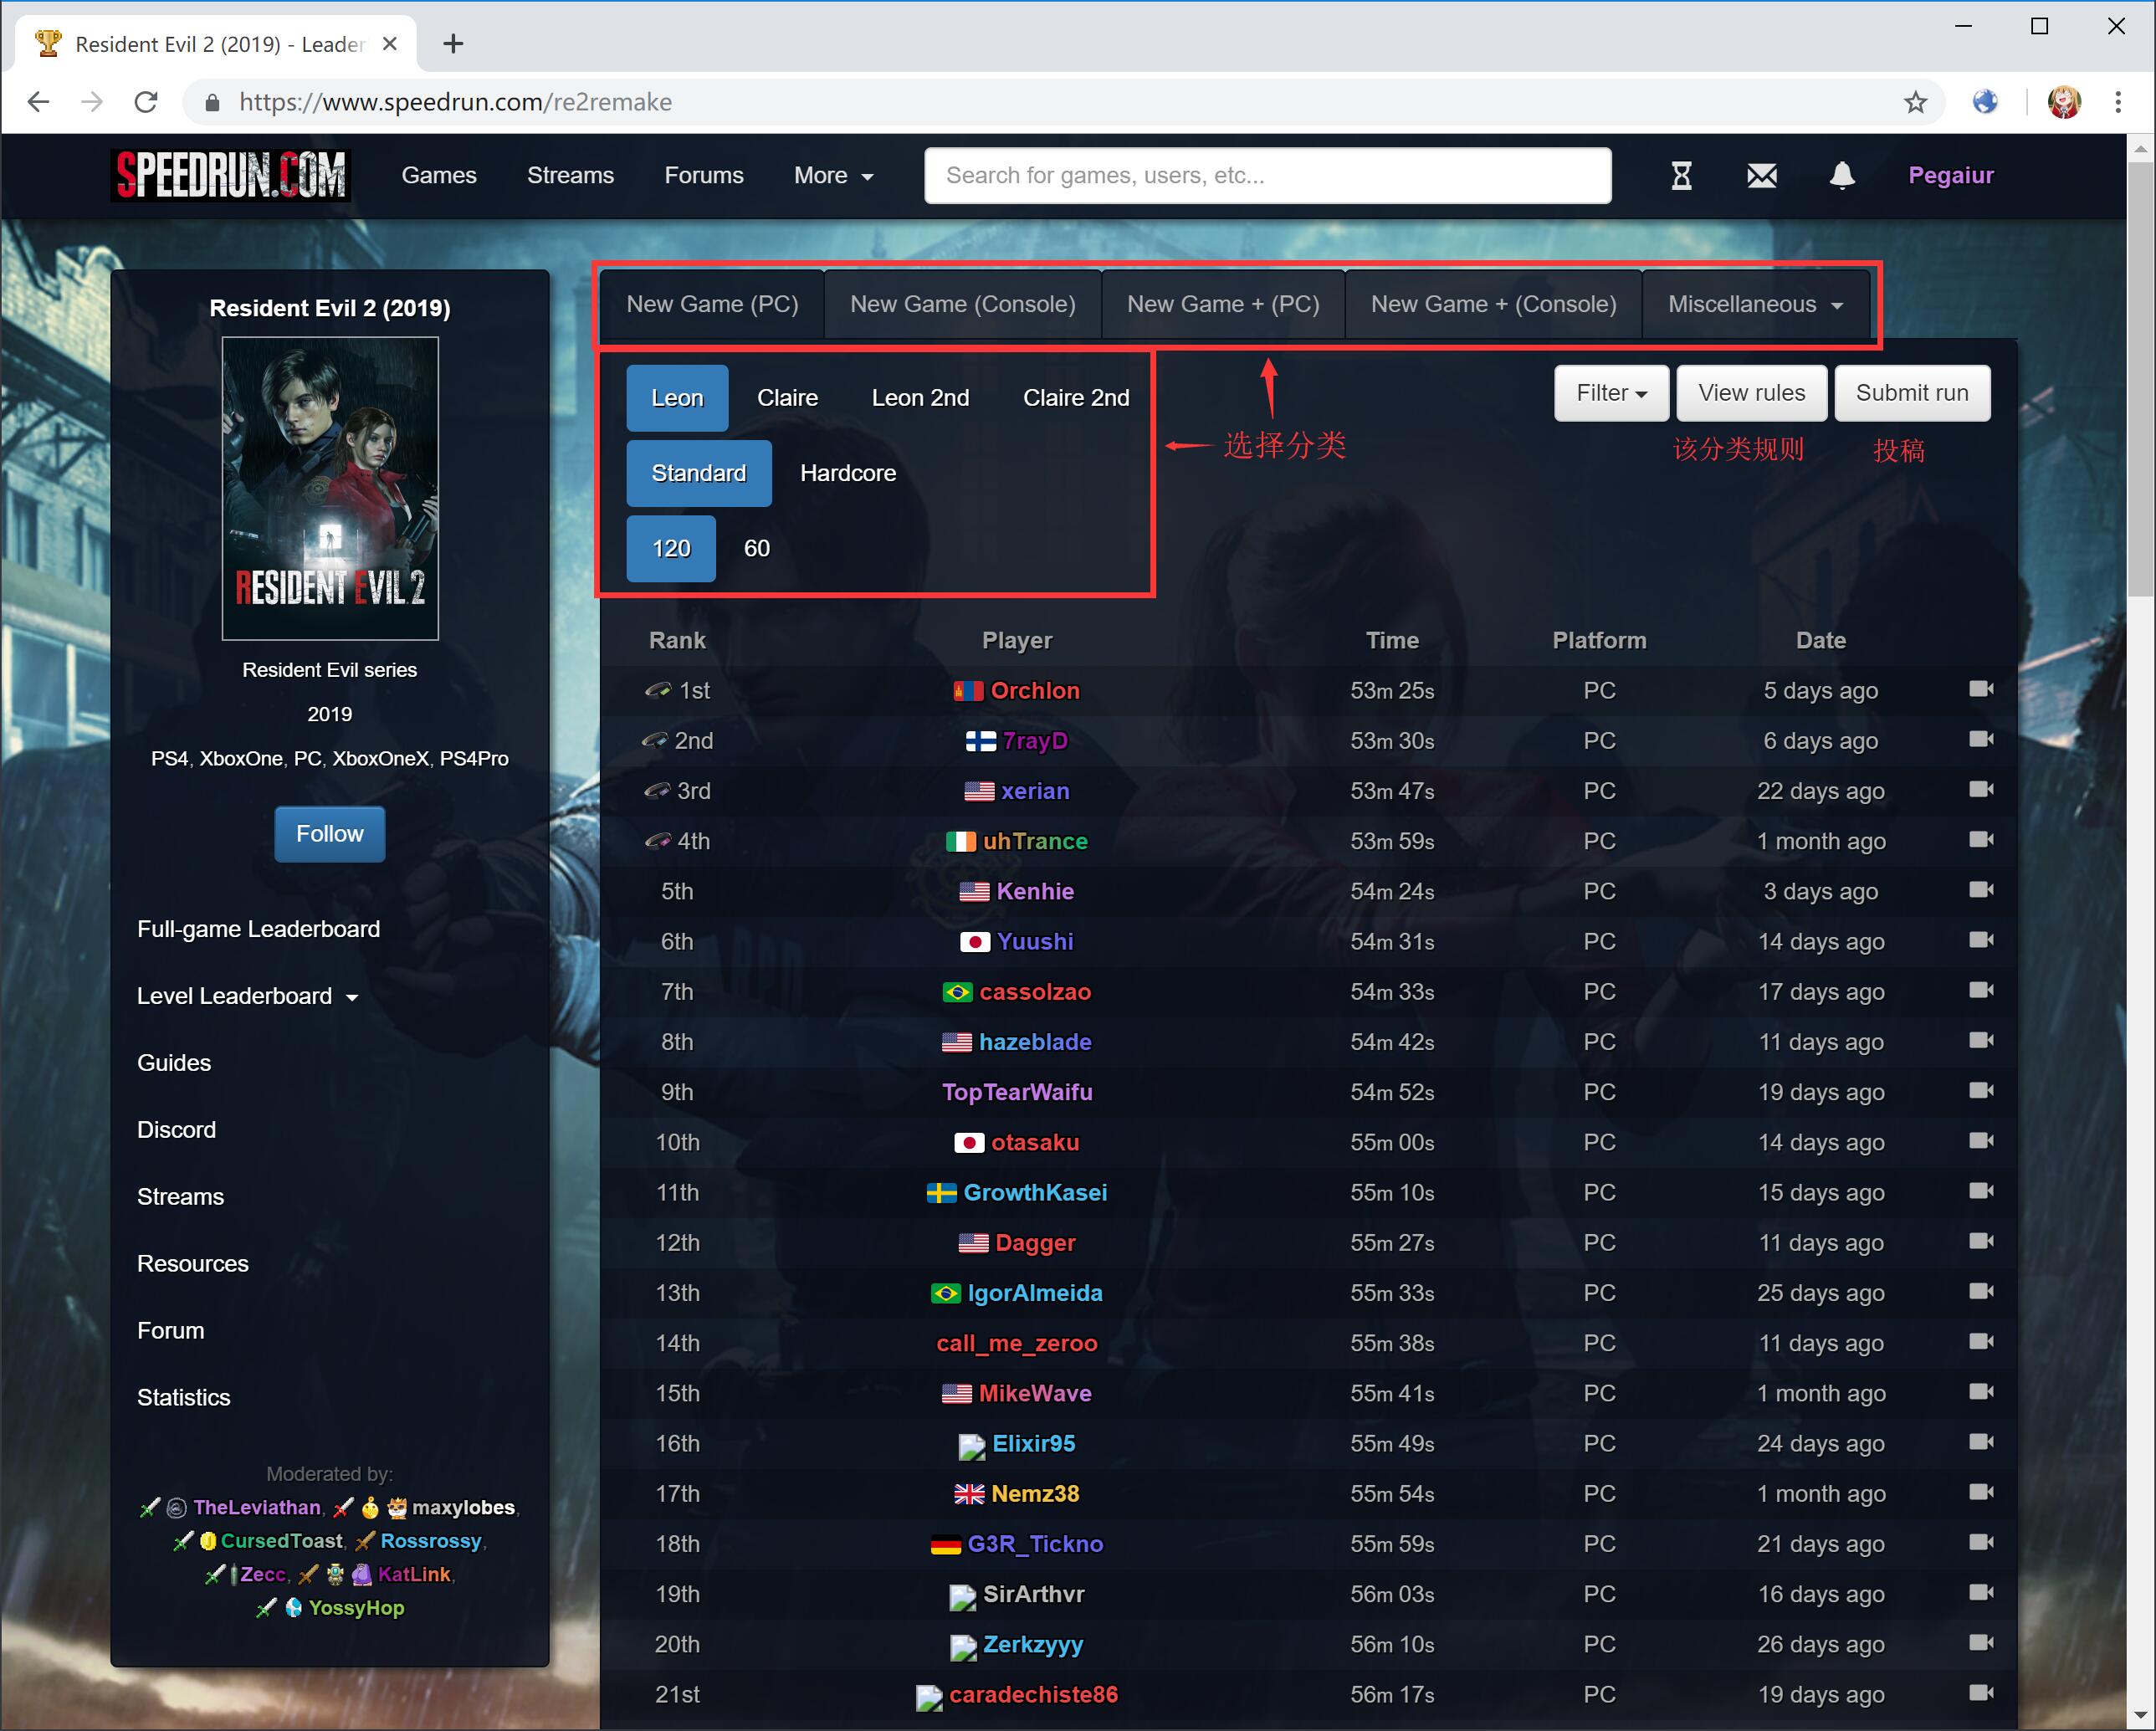 Resident Evil 2 (2019) - Leader
https://www.speedrun.com/re2remake
SPEEDRUN.COM Games Streams Forums More Search for games, users, etc... Pegaiur
Resident Evil 2 (2019)
RESIDENT EVIL 2
Resident Evil series
2019
PS4, XboxOne, PC, XboxOneX, PS4Pro
Follow
Full-game Leaderboard
Level Leaderboard
Guides
Discord
Streams
Resources
Forum
Statistics
Moderated by:
TheLeviathan, maxylobes,
CursedToast, Rossrossy,
Zecc, KatLink,
YossyHop
New Game (PC) New Game (Console) New Game + (PC) New Game + (Console) Miscellaneous
Leon Claire Leon 2nd Claire 2nd
Standard Hardcore
120 60
选择分类
Filter View rules Submit run
该分类规则 投稿
Rank Player Time Platform Date
1st Orchlon 53m 25s PC 5 days ago
2nd 7rayD 53m 30s PC 6 days ago
3rd xerian 53m 47s PC 22 days ago
4th uhTrance 53m 59s PC 1 month ago
5th Kenhie 54m 24s PC 3 days ago
6th Yuushi 54m 31s PC 14 days ago
7th cassolzao 54m 33s PC 17 days ago
8th hazeblade 54m 42s PC 11 days ago
9th TopTearWaifu 54m 52s PC 19 days ago
10th otasaku 55m 00s PC 14 days ago
11th GrowthKasei 55m 10s PC 15 days ago
12th Dagger 55m 27s PC 11 days ago
13th IgorAlmeida 55m 33s PC 25 days ago
14th call_me_zeroo 55m 38s PC 11 days ago
15th MikeWave 55m 41s PC 1 month ago
16th Elixir95 55m 49s PC 24 days ago
17th Nemz38 55m 54s PC 1 month ago
18th G3R_Tickno 55m 59s PC 21 days ago
19th SirArthvr 56m 03s PC 16 days ago
20th Zerkzyyy 56m 10s PC 26 days ago
21st caradechiste86 56m 17s PC 19 days ago